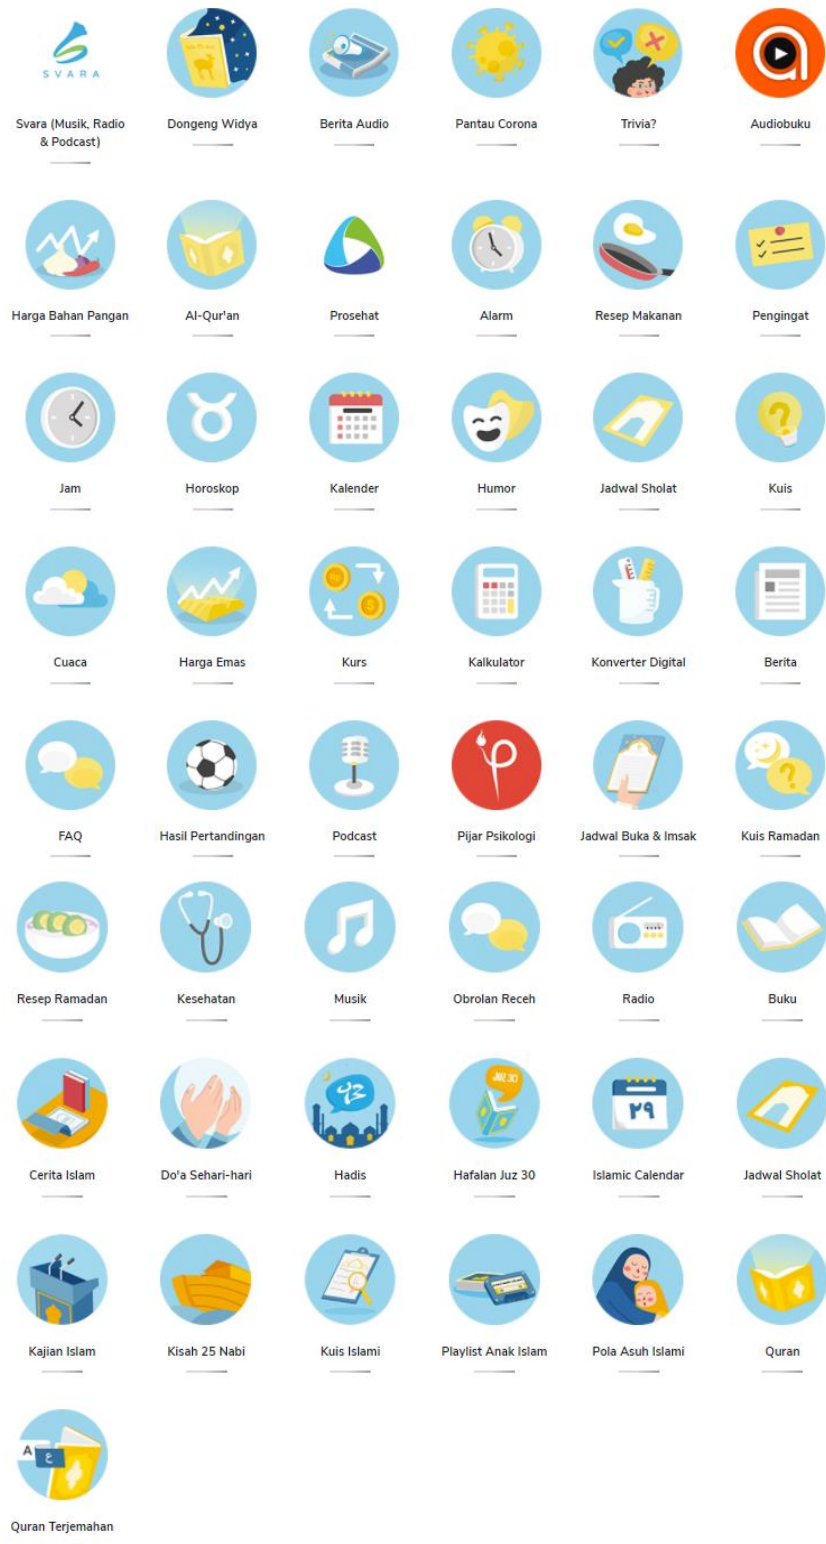 SVARA
Svara (Musik, Radio
& Podcast)
Dongeng Widya
Berita Audio
Pantau Corona
Trivia?
Audiobuku
Harga Bahan Pangan
Al-Qur'an
Prosehat
Alarm
Resep Makanan
Pengingat
Jam
Horoskop
Kalender
Humor
Jadwal Sholat
?
Kuis
Cuaca
Harga Emas
Rp
$
Kurs
Kalkulator
Konverter Digital
Berita
FAQ
Hasil Pertandingan
Podcast
Pijar Psikologi
Jadwal Buka & Imsak
?
Kuis Ramadan
Resep Ramadan
Kesehatan
Musik
Obrolan Receh
Radio
Buku
Cerita Islam
Do'a Sehari-hari
Hadis
JUZ 30
Hafalan Juz 30
٢٩
Islamic Calendar
Jadwal Sholat
Kajian Islam
Kisah 25 Nabi
Kuis Islami
Playlist Anak Islam
Pola Asuh Islami
Quran
A
ع
Quran Terjemahan